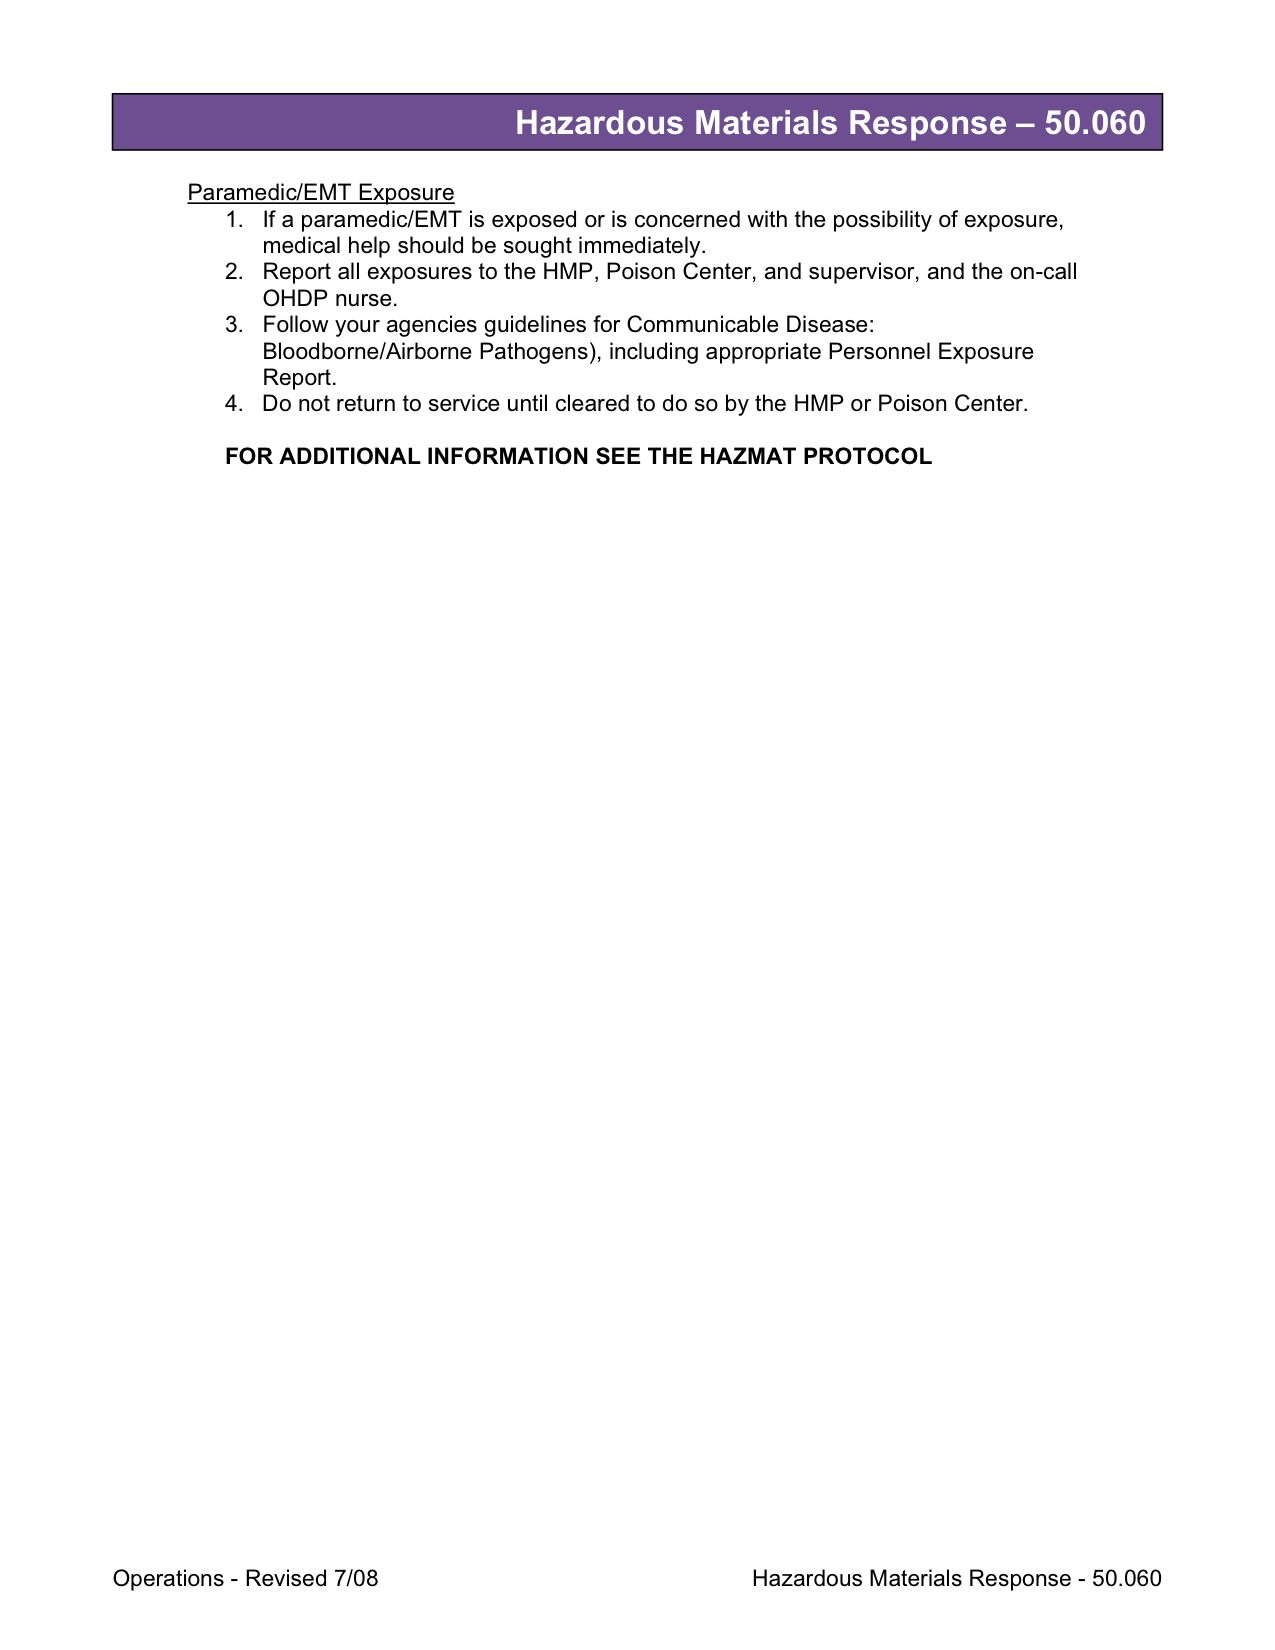 Hazardous Materials Response – 50.060
Paramedic/EMT Exposure
1. If a paramedic/EMT is exposed or is concerned with the possibility of exposure,
medical help should be sought immediately.
2. Report all exposures to the HMP, Poison Center, and supervisor, and the on-call
OHDP nurse.
3. Follow your agencies guidelines for Communicable Disease:
Bloodborne/Airborne Pathogens), including appropriate Personnel Exposure
Report.
4. Do not return to service until cleared to do so by the HMP or Poison Center.
FOR ADDITIONAL INFORMATION SEE THE HAZMAT PROTOCOL
Operations - Revised 7/08 Hazardous Materials Response - 50.060